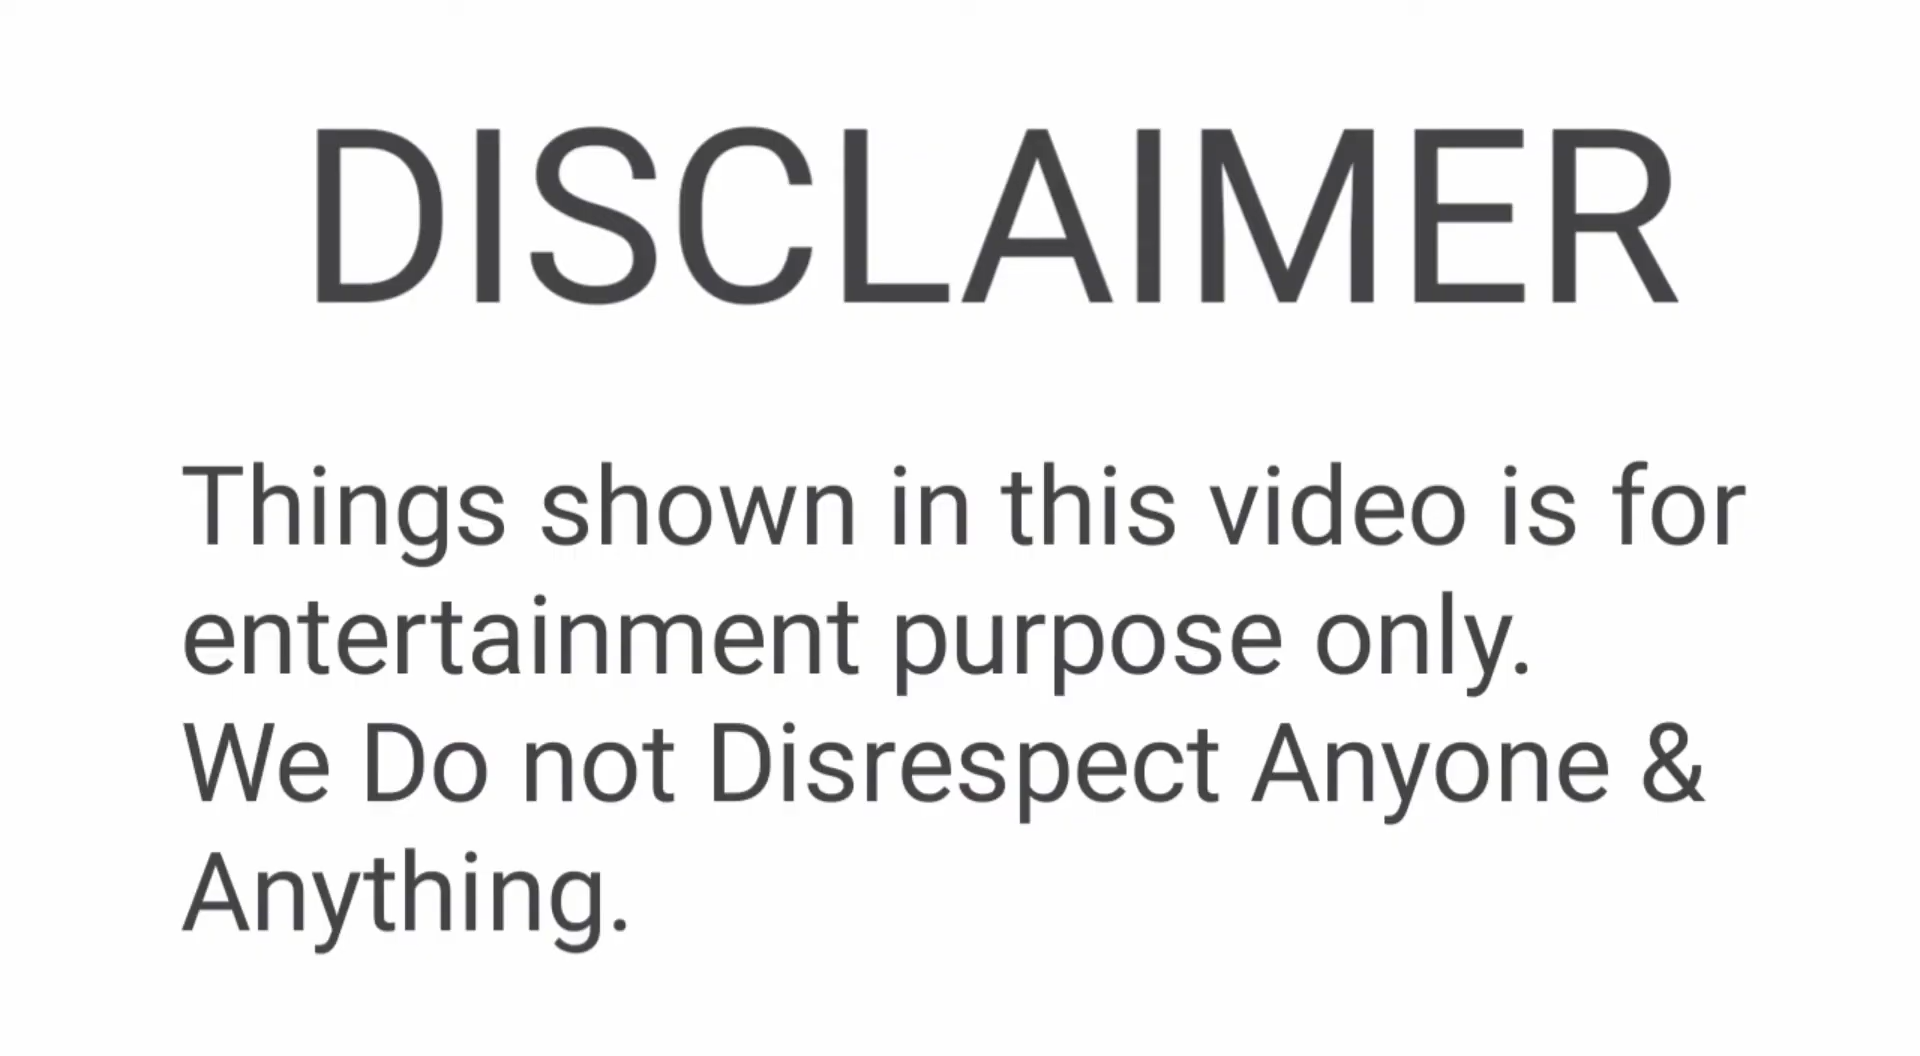 DISCLAIMER
Things shown in this video is for
entertainment purpose only.
We Do not Disrespect Anyone &
Anything.